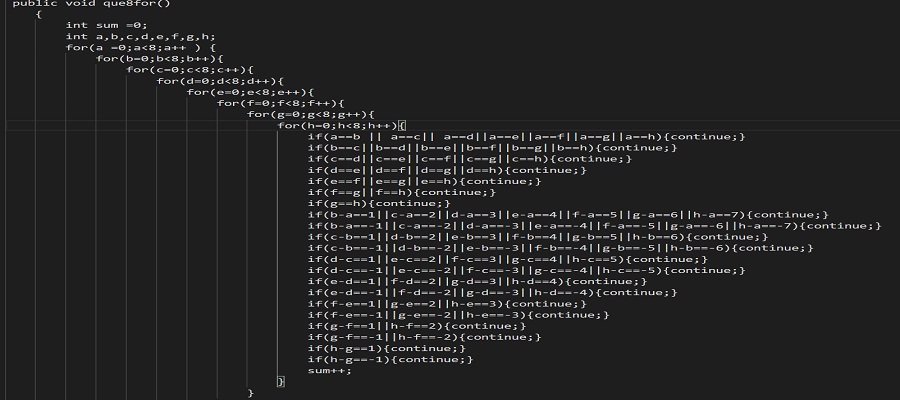 public void que8for()
{
int sum =0;
int a,b,c,d,e,f,g,h;
for(a =0;a<8;a++ ) {
for(b=0;b<8;b++){
for(c=0;c<8;c++){
for(d=0;d<8;d++){
for(e=0;e<8;e++){
for(f=0;f<8;f++){
for(g=0;g<8;g++){
for(h=0;h<8;h++){
if(a==b || a==c|| a==d||a==e||a==f||a==g||a==h){continue;}
if(b==c||b==d||b==e||b==f||b==g||b==h){continue;}
if(c==d||c==e||c==f||c==g||c==h){continue;}
if(d==e||d==f||d==g||d==h){continue;}
if(e==f||e==g||e==h){continue;}
if(f==g||f==h){continue;}
if(g==h){continue;}
if(b-a==1||c-a==2||d-a==3||e-a==4||f-a==5||g-a==6||h-a==7){continue;}
if(b-a==-1||c-a==-2||d-a==-3||e-a==-4||f-a==-5||g-a==-6||h-a==-7){continue;}
if(c-b==1||d-b==2||e-b==3||f-b==4||g-b==5||h-b==6){continue;}
if(c-b==-1||d-b==-2||e-b==-3||f-b==-4||g-b==-5||h-b==-6){continue;}
if(d-c==1||e-c==2||f-c==3||g-c==4||h-c==5){continue;}
if(d-c==-1||e-c==-2||f-c==-3||g-c==-4||h-c==-5){continue;}
if(e-d==1||f-d==2||g-d==3||h-d==4){continue;}
if(e-d==-1||f-d==-2||g-d==-3||h-d==-4){continue;}
if(f-e==1||g-e==2||h-e==3){continue;}
if(f-e==-1||g-e==-2||h-e==-3){continue;}
if(g-f==1||h-f==2){continue;}
if(g-f==-1||h-f==-2){continue;}
if(h-g==1){continue;}
if(h-g==-1){continue;}
sum++;
}
}